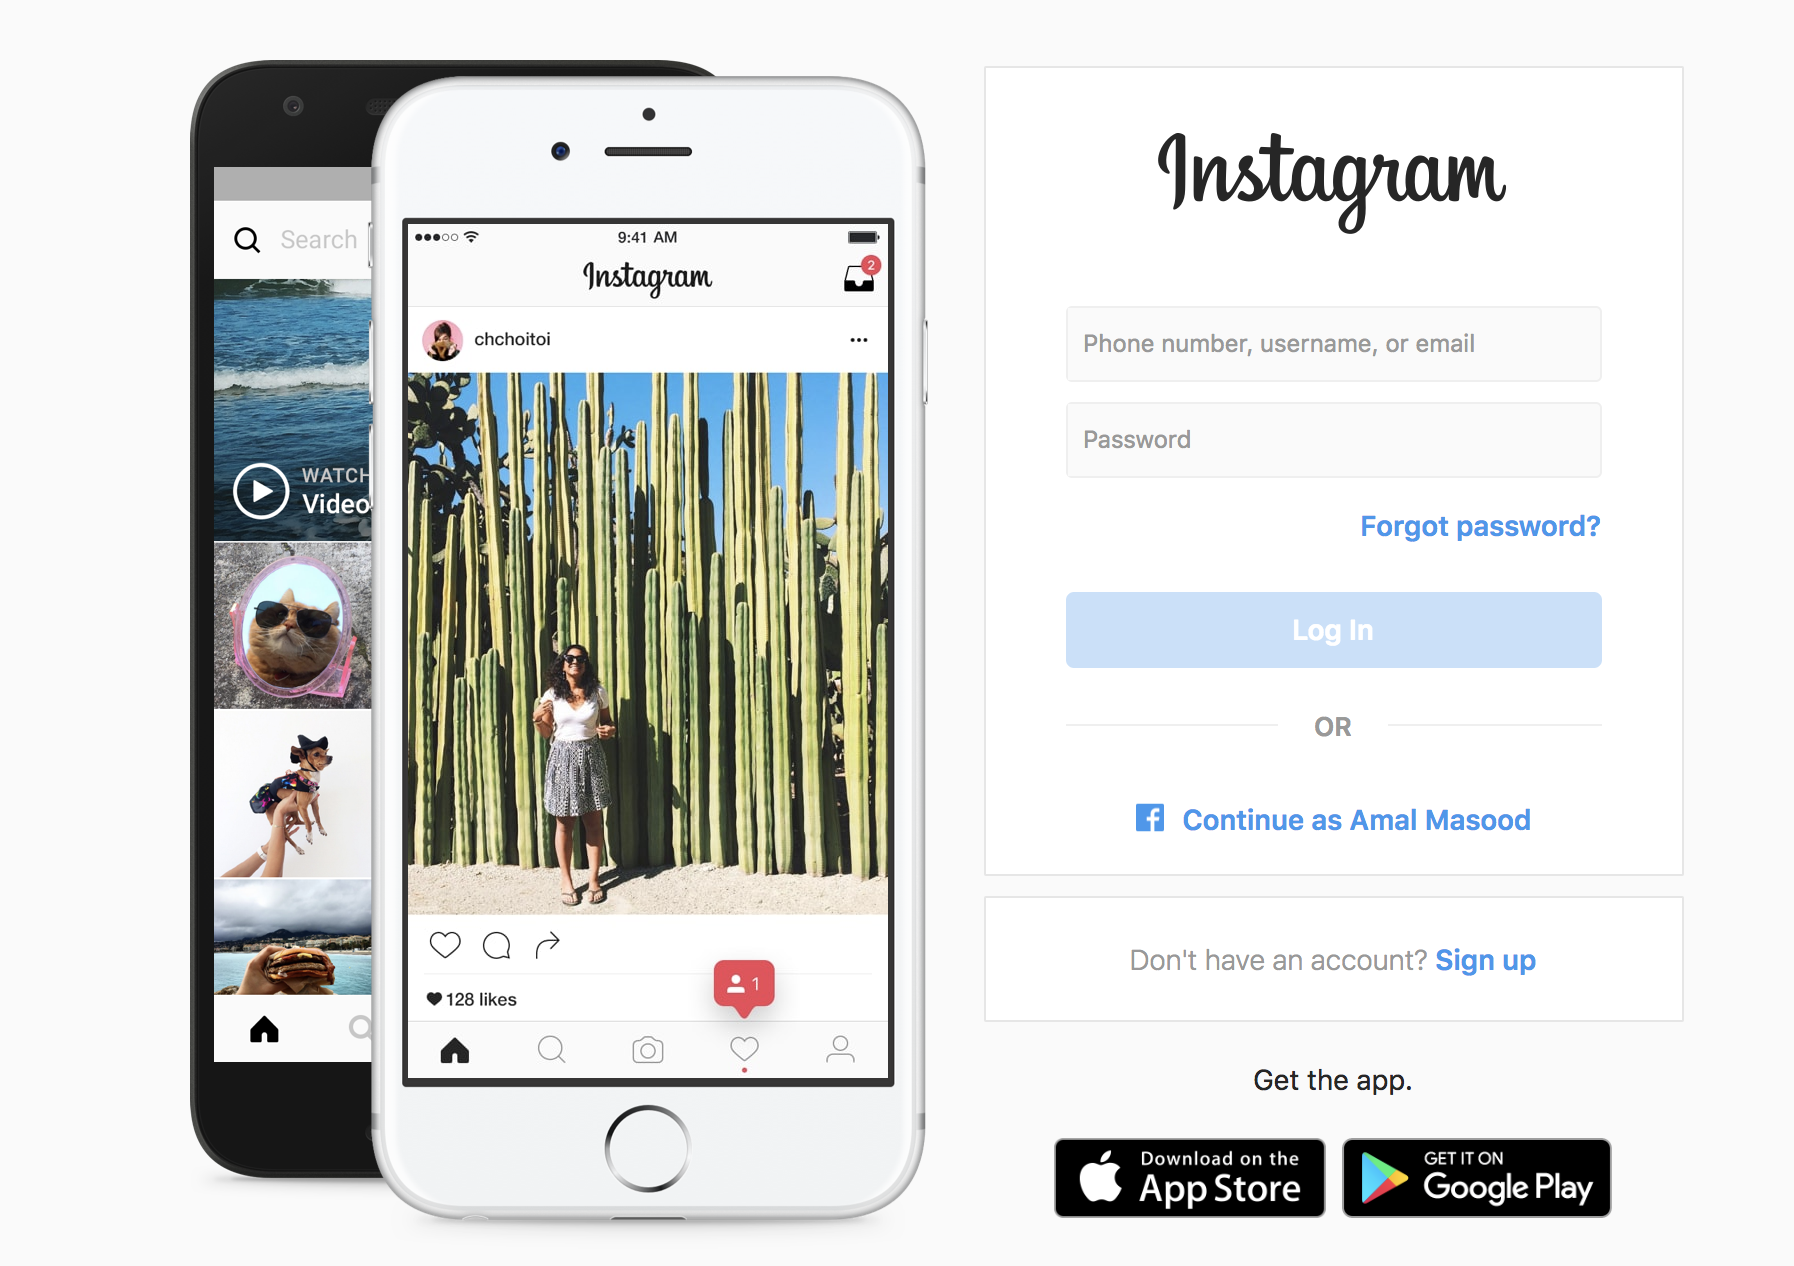 Search
WATCH
Video
9:41 AM
Instagram
2
chchoitoi
128 likes
1
Instagram
Phone number, username, or email
Password
Forgot password?
Log In
OR
Continue as Amal Masood
Don't have an account? Sign up
Get the app.
Download on the
App Store
GET IT ON
Google Play